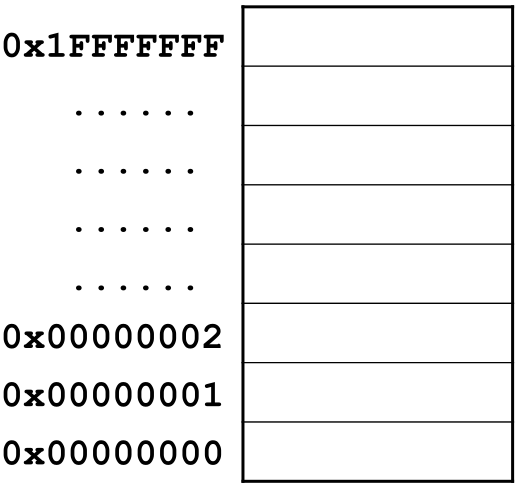 0x1FFFFFFF
......
......
......
......
0x00000002
0x00000001
0x00000000